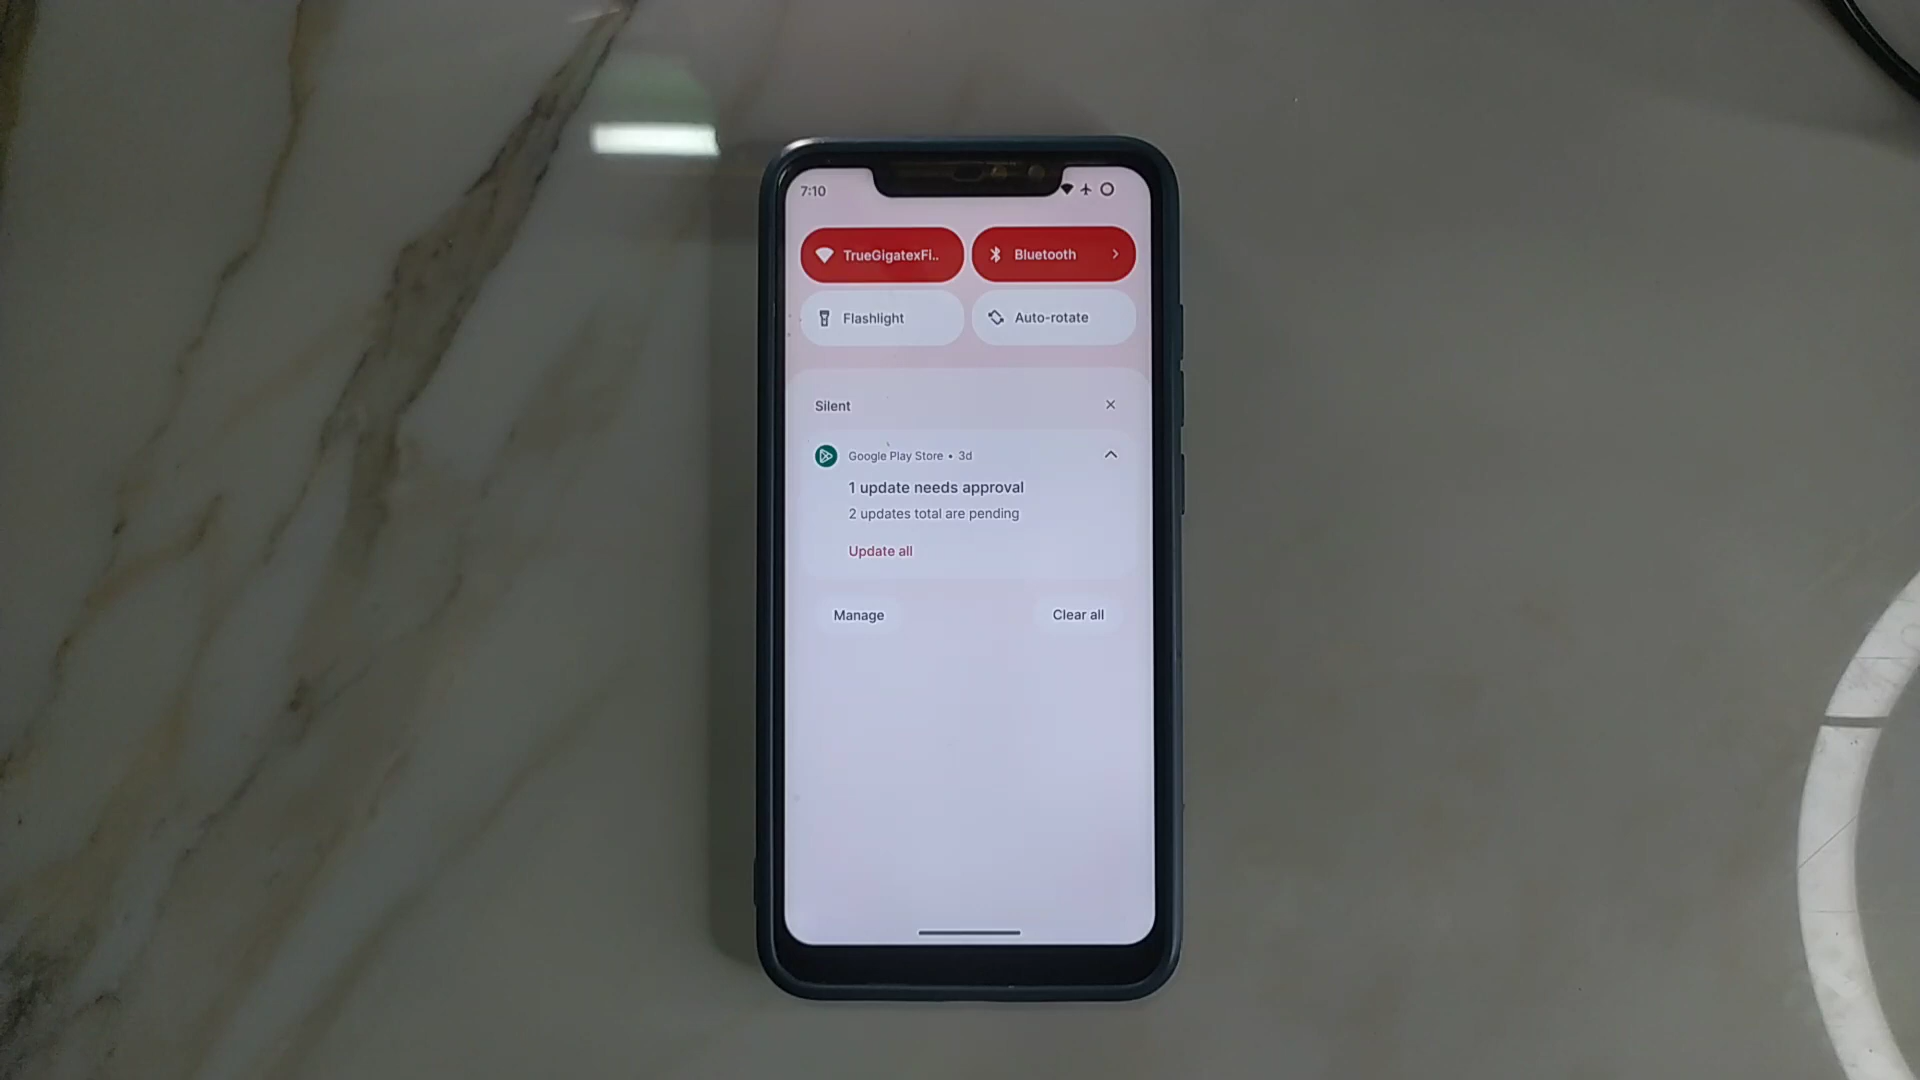 7:10
TrueGigatexFi..
Bluetooth
Flashlight
Auto-rotate
Silent
Google Play Store • 3d
1 update needs approval
2 updates total are pending
Update all
Manage
Clear all